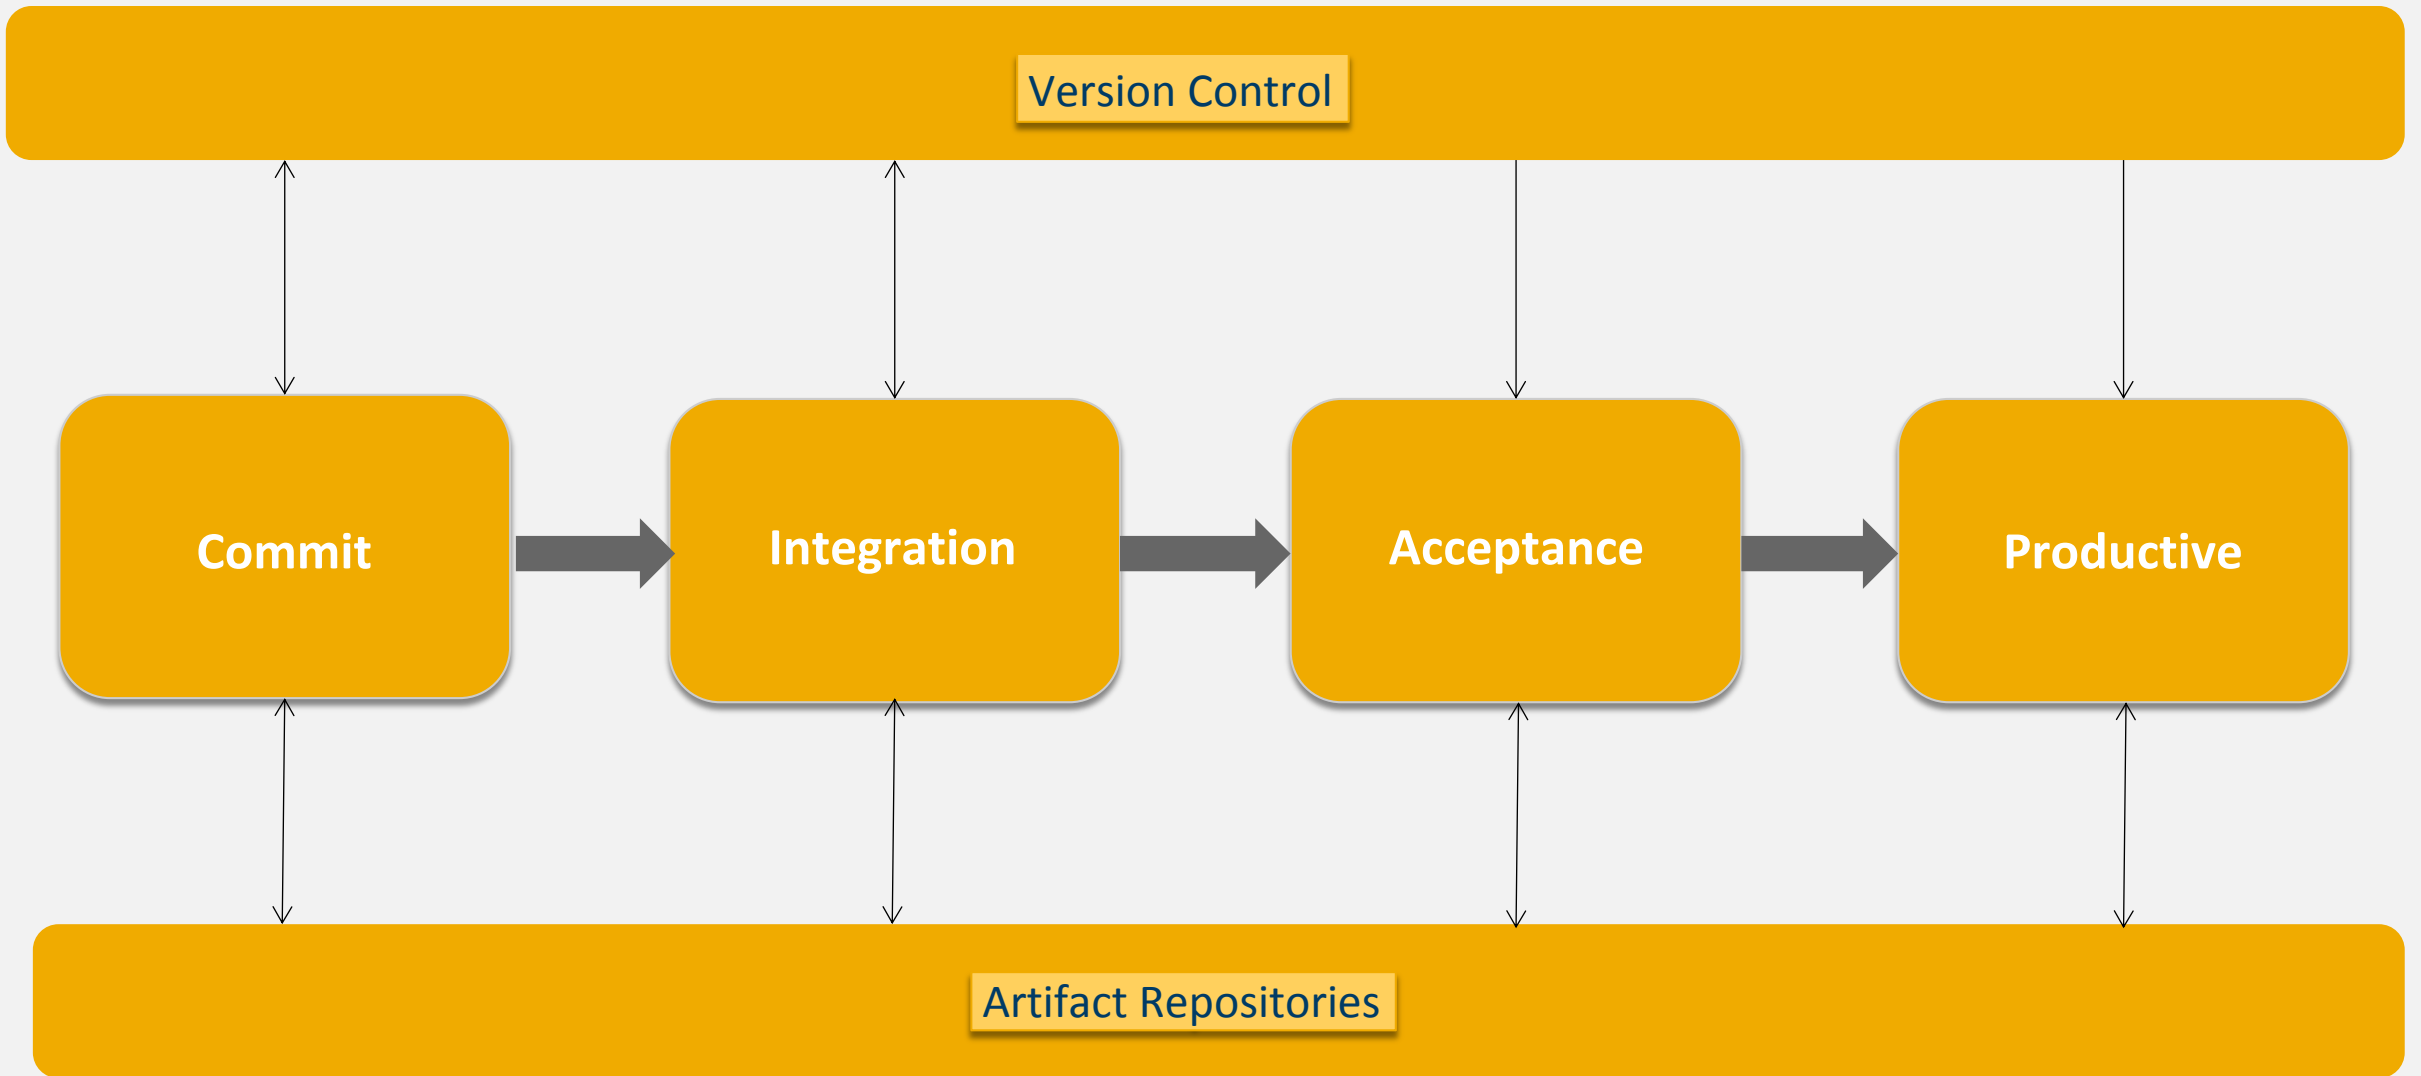 Version Control
Commit
Integration
Acceptance
Productive
Artifact Repositories